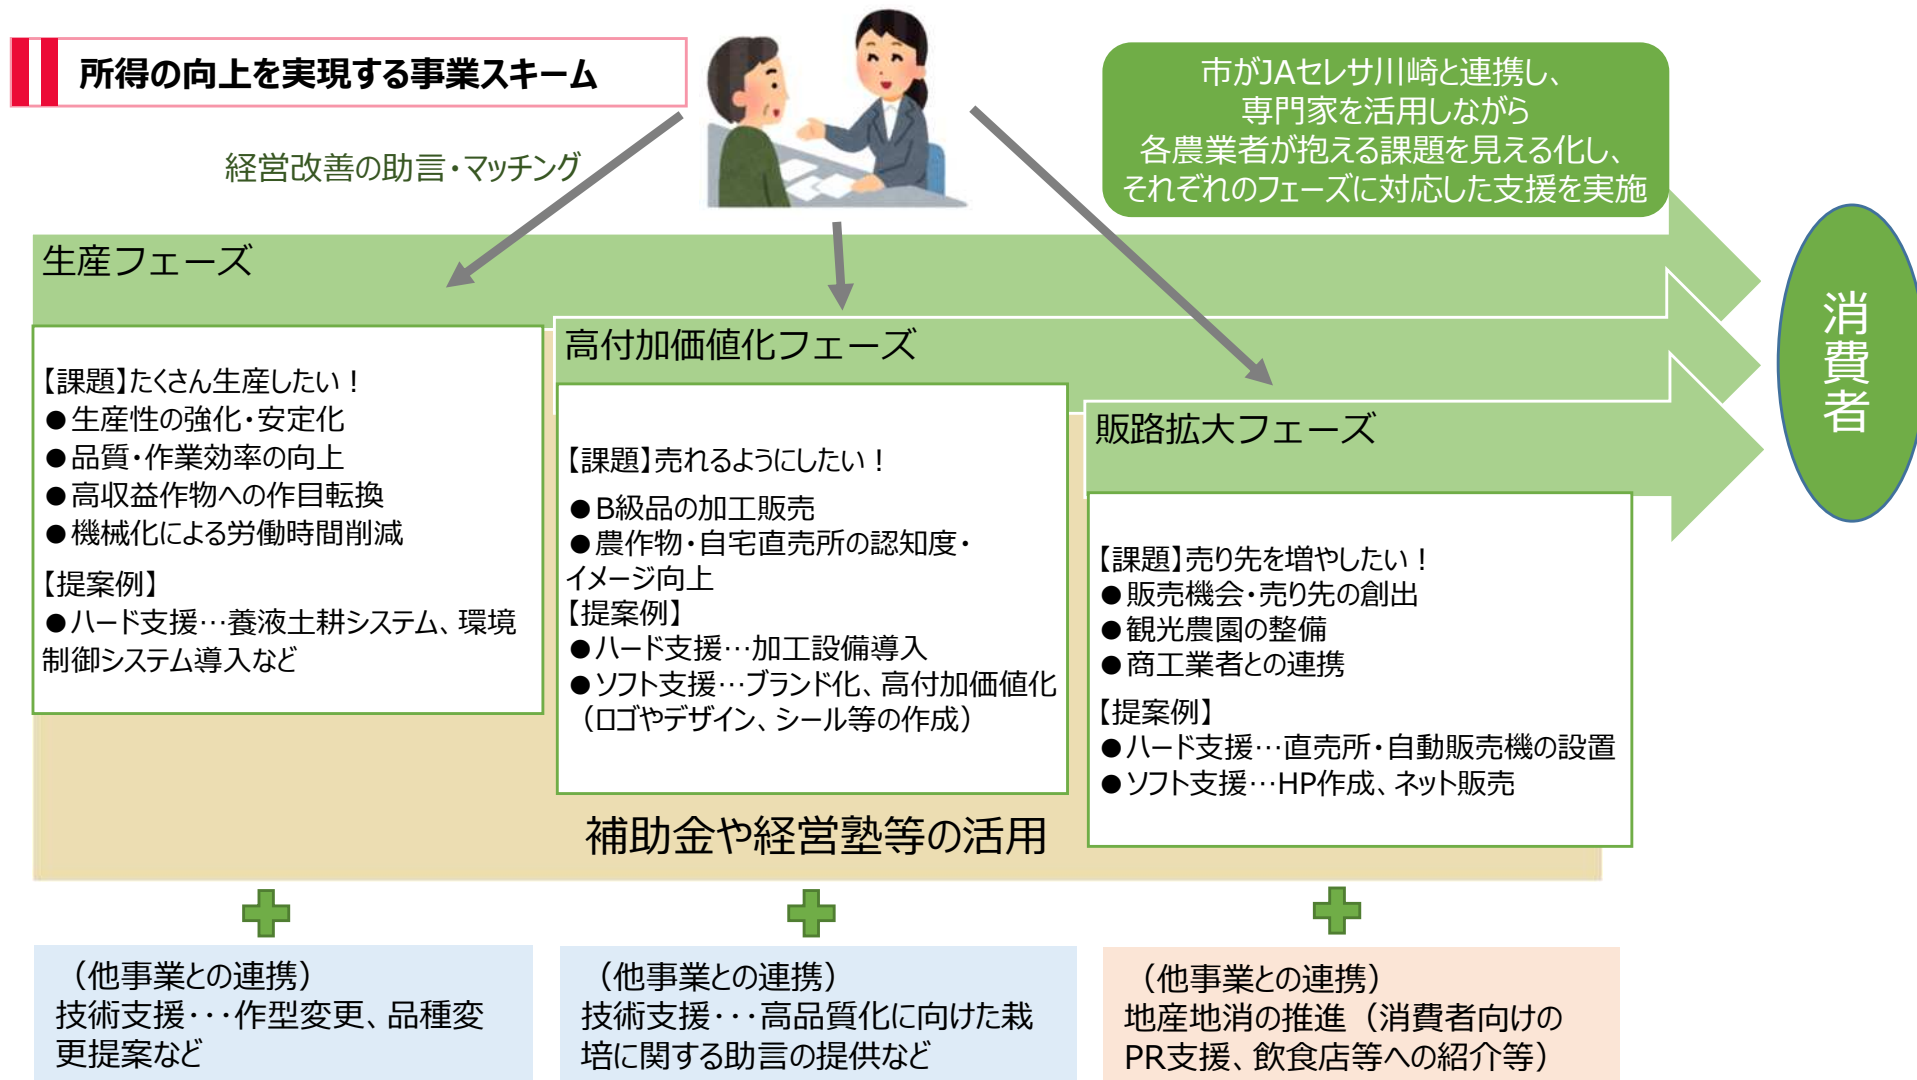 所得の向上を実現する事業スキーム
市がJAセレサ川崎と連携し、
専門家を活用しながら
各農業者が抱える課題を見える化し、
それぞれのフェーズに対応した支援を実施
経営改善の助言・マッチング
生産フェーズ
【課題】たくさん生産したい！
●生産性の強化・安定化
●品質・作業効率の向上
●高収益作物への作目転換
●機械化による労働時間削減
【提案例】
●ハード支援…養液土耕システム、環境
制御システム導入など
高付加価値化フェーズ
【課題】売れるようにしたい！
●B級品の加工販売
●農作物・自宅直売所の認知度・
イメージ向上
【提案例】
●ハード支援…加工設備導入
●ソフト支援…ブランド化、高付加価値化
（ロゴやデザイン、シール等の作成）
販路拡大フェーズ
【課題】売り先を増やしたい！
●販売機会・売り先の創出
●観光農園の整備
●商工業者との連携
【提案例】
●ハード支援…直売所・自動販売機の設置
●ソフト支援…HP作成、ネット販売
消費者
補助金や経営塾等の活用
（他事業との連携）
技術支援・・・作型変更、品種変
更提案など
（他事業との連携）
技術支援・・・高品質化に向けた栽
培に関する助言の提供など
（他事業との連携）
地産地消の推進（消費者向けの
PR支援、飲食店等への紹介等）